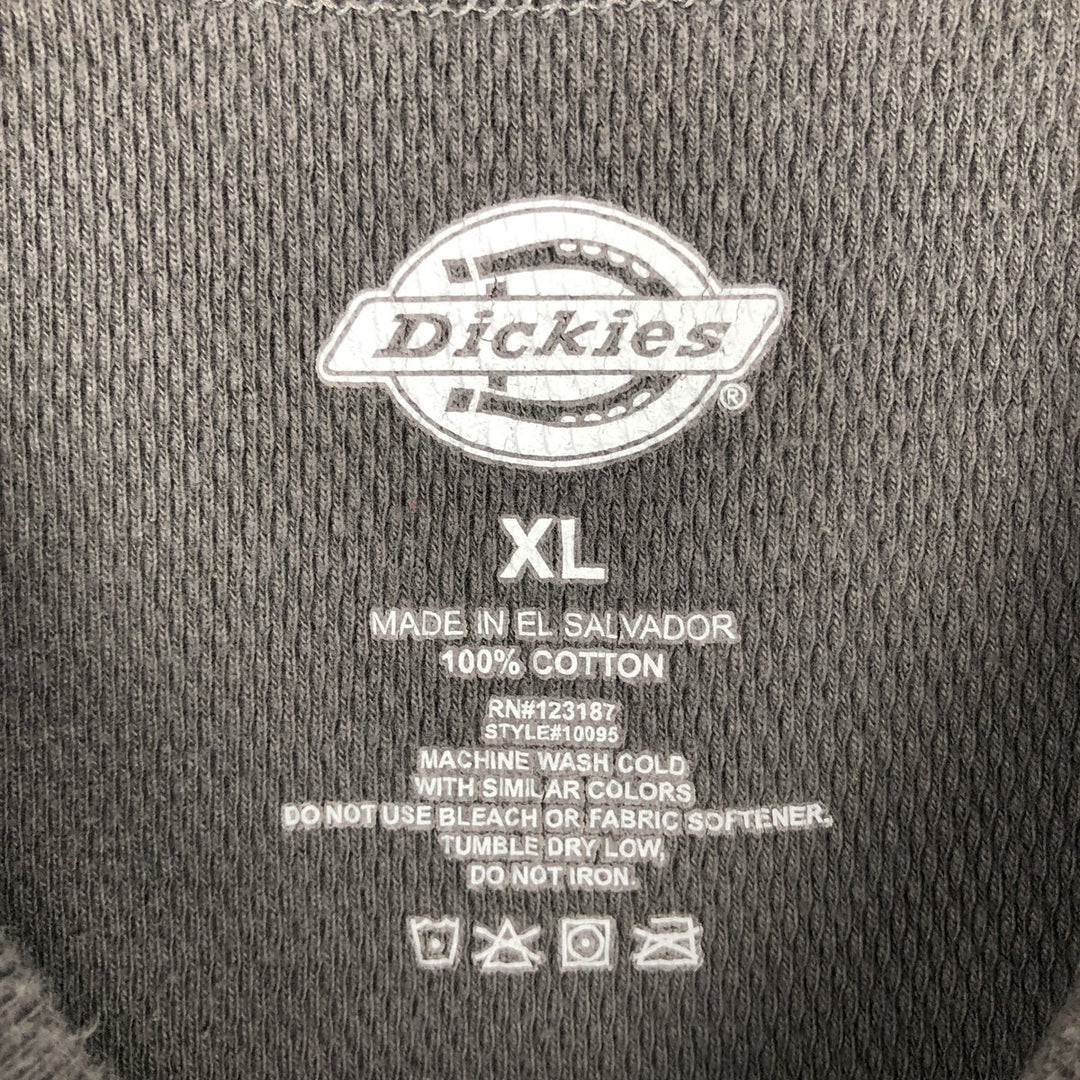 Dickies
®
XL
MADE IN EL SALVADOR
100% COTTON
RN#123187
STYLE#10095
MACHINE WASH COLD
WITH SIMILAR COLORS
DO NOT USE BLEACH OR FABRIC SOFTENER,
TUMBLE DRY LOW,
DO NOT IRON.